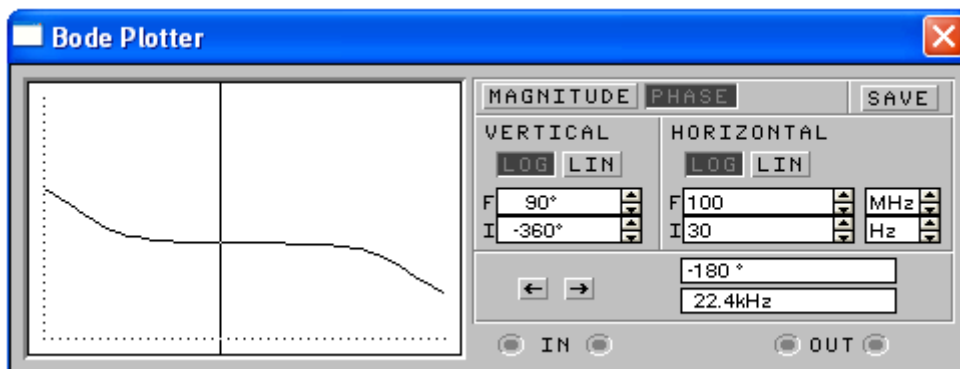 Bode Plotter
MAGNITUDE PHASE SAVE
VERTICAL HORIZONTAL
LOG LIN LOG LIN
F 90° F 100 MHz
I -360° I 30 Hz
← → -180 °
22.4kHz
IN OUT